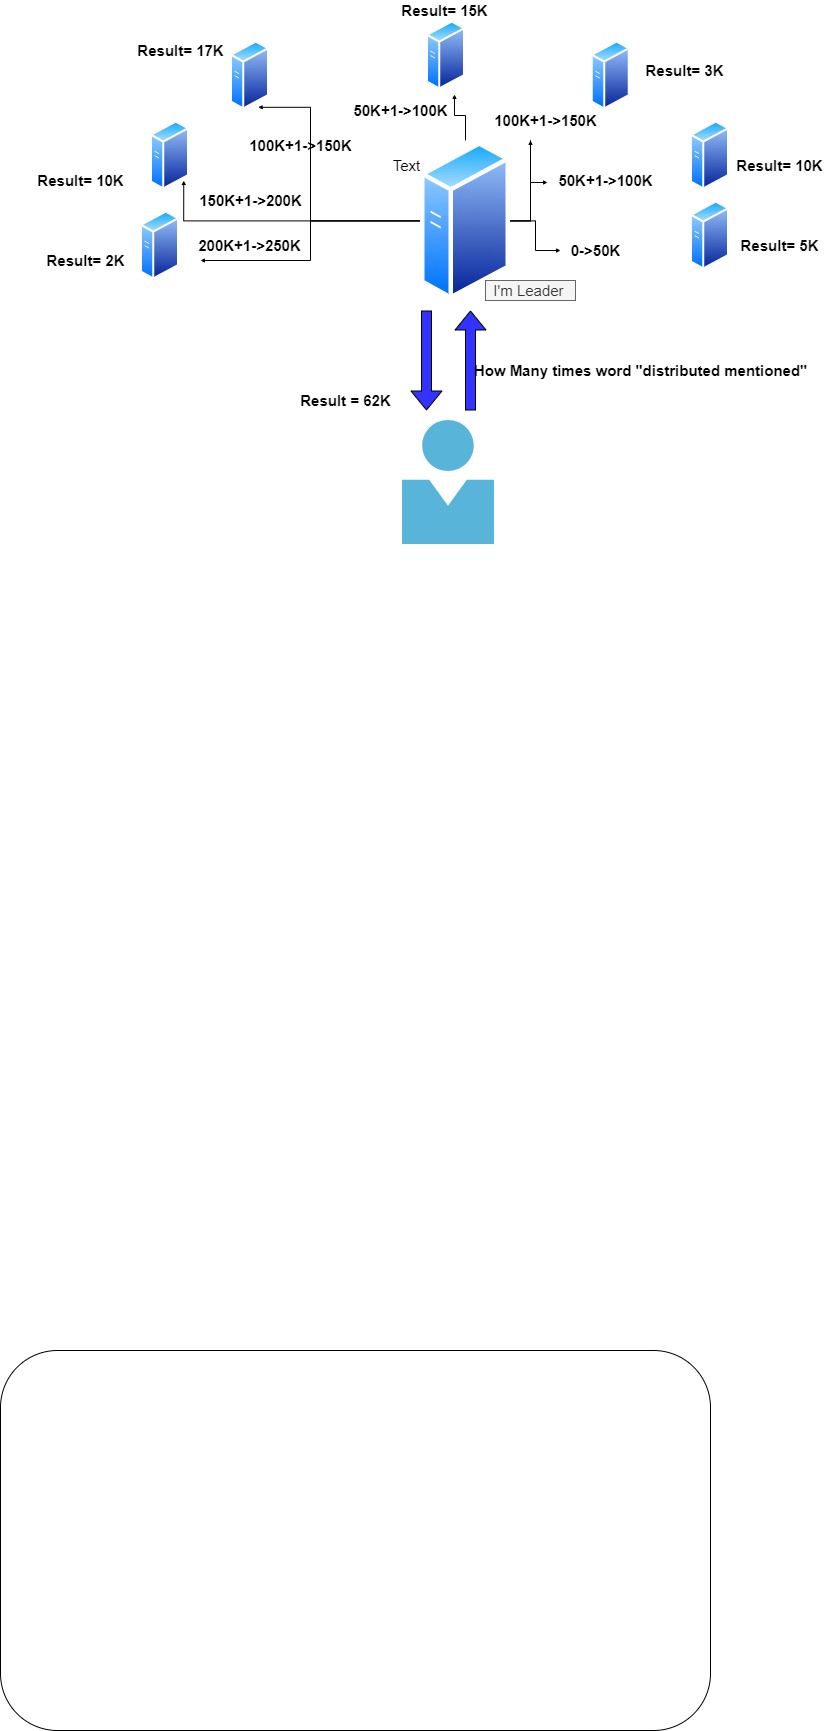 Result= 15K
Result= 17K
Result= 3K
50K+1->100K
100K+1->150K
100K+1->150K
Text
Result= 10K
Result= 10K
50K+1->100K
150K+1->200K
200K+1->250K
Result= 5K
0->50K
Result= 2K
I'm Leader
How Many times word "distributed mentioned"
Result = 62K